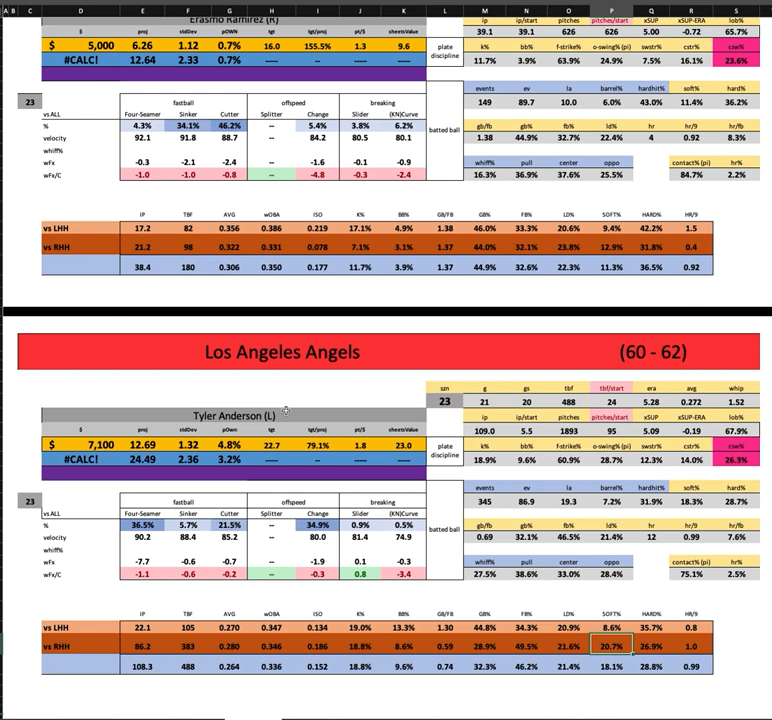 A B C D E F G H I J K L M N O P Q R S
Erasmo Ramirez (R) ip ip/start pitches pitches/start xSUP xSUP-ERA lob%
$ proj stdDev pOWN tgt tgt/proj pt/$ sheetsValue 39.1 39.1 626 626 5.00 -0.72 65.7%
$ 5,000 6.26 1.12 0.7% 16.0 155.5% 1.3 9.6 plate discipline k% bb% f-strike% o-swing% (pi) swstr% cstr% csw%
#CALC! 12.64 2.33 0.7% ---- ---- -- -- 11.7% 3.9% 63.9% 24.9% 7.5% 16.1% 23.6%
events ev la barrel% hardhit% soft% hard%
23 fastball offspeed breaking 149 89.7 10.0 6.0% 43.0% 11.4% 36.2%
vs ALL Four-Seamer Sinker Cutter Splitter Change Slider (KN)Curve batted ball
% 4.3% 34.1% 46.2% -- 5.4% 3.8% 6.2% gb/fb gb% fb% ld% hr hr/9 hr/fb
velocity 92.1 91.8 88.7 -- 84.2 80.5 80.1 1.38 44.9% 32.7% 22.4% 4 0.92 8.3%
whiff%
wFx -0.3 -2.1 -2.4 -- -1.6 -0.1 -0.9 whiff% pull center oppo contact% (pi) hr%
wFx/C -1.0 -1.0 -0.8 -- -4.8 -0.3 -2.4 16.3% 36.9% 37.6% 25.5% 84.7% 2.2%
IP TBF AVG wOBA ISO K% BB% GB/FB GB% FB% LD% SOFT% HARD% HR/9
vs LHH 17.2 82 0.356 0.386 0.219 17.1% 4.9% 1.38 46.0% 33.3% 20.6% 9.4% 42.2% 1.5
vs RHH 21.2 98 0.322 0.331 0.078 7.1% 3.1% 1.37 44.0% 32.1% 23.8% 12.9% 31.8% 0.4
38.4 180 0.306 0.350 0.177 11.7% 3.9% 1.37 44.9% 32.6% 22.3% 11.3% 36.5% 0.92
Los Angeles Angels (60 - 62)
szn g gs tbf tbf/start era avg whip
23 21 20 488 24 5.28 0.272 1.52
Tyler Anderson (L) ip ip/start pitches pitches/start xSUP xSUP-ERA lob%
$ proj stdDev pOwn tgt tgt/proj pt/$ sheetsValue 109.0 5.5 1893 95 5.09 -0.19 67.9%
$ 7,100 12.69 1.32 4.8% 22.7 79.1% 1.8 23.0 plate discipline k% bb% f-strike% o-swing% (pi) swstr% cstr% csw%
#CALC! 24.49 2.36 3.2% ---- ---- -- -- 18.9% 9.6% 60.9% 28.7% 12.3% 14.0% 26.3%
events ev la barrel% hardhit% soft% hard%
23 fastball offspeed breaking 345 86.9 19.3 7.2% 31.9% 18.3% 28.7%
vs ALL Four-Seamer Sinker Cutter Splitter Change Slider (KN)Curve batted ball
% 36.5% 5.7% 21.5% -- 34.9% 0.9% 0.5% gb/fb gb% fb% ld% hr hr/9 hr/fb
velocity 90.2 88.4 85.2 -- 80.0 81.4 74.9 0.69 32.1% 46.5% 21.4% 12 0.99 7.6%
whiff%
wFx -7.7 -0.6 -0.7 -- -1.9 0.1 -0.3 whiff% pull center oppo contact% (pi) hr%
wFx/C -1.1 -0.6 -0.2 -- -0.3 0.8 -3.4 27.5% 38.6% 33.0% 28.4% 75.1% 2.5%
IP TBF AVG wOBA ISO K% BB% GB/FB GB% FB% LD% SOFT% HARD% HR/9
vs LHH 22.1 105 0.270 0.347 0.134 19.0% 13.3% 1.30 44.8% 34.3% 20.9% 8.6% 35.7% 0.8
vs RHH 86.2 383 0.280 0.346 0.186 18.8% 8.6% 0.59 28.9% 49.5% 21.6% 20.7% 26.9% 1.0
108.3 488 0.264 0.336 0.152 18.8% 9.6% 0.74 32.3% 46.2% 21.4% 18.1% 28.8% 0.99